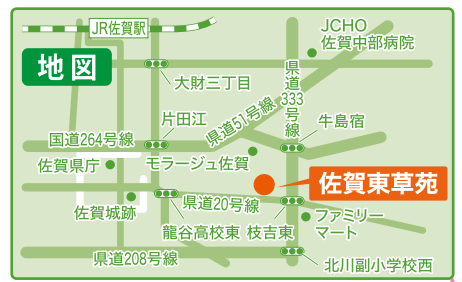 JR佐賀駅
JCHO
佐賀中部病院
地図
大財三丁目
県道333号線
片田江
県道51号線
牛島宿
国道264号線
佐賀県庁
モラージュ佐賀
佐賀東草苑
佐賀城跡
県道20号線
ファミリー
マート
龍谷高校東
枝吉東
県道208号線
北川副小学校西